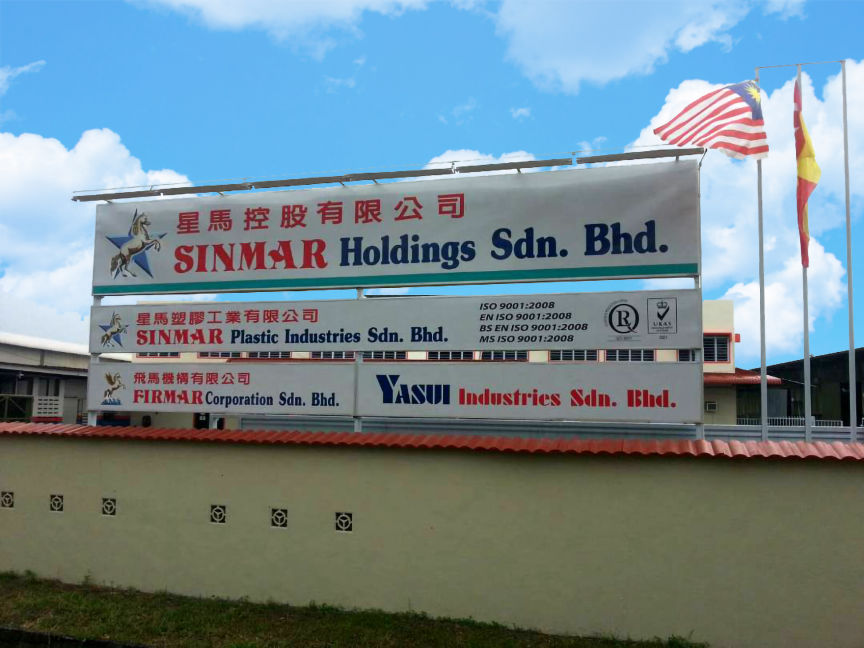 星馬控股有限公司
SINMAR Holdings Sdn. Bhd.
星馬塑膠工業有限公司
SINMAR Plastic Industries Sdn. Bhd.
ISO 9001:2008
EN ISO 9001:2008
BS EN ISO 9001:2008
MS ISO 9001:2008
R
UKAS
飛馬機構有限公司
FIRMAR Corporation Sdn. Bhd.
YASUI Industries Sdn. Bhd.